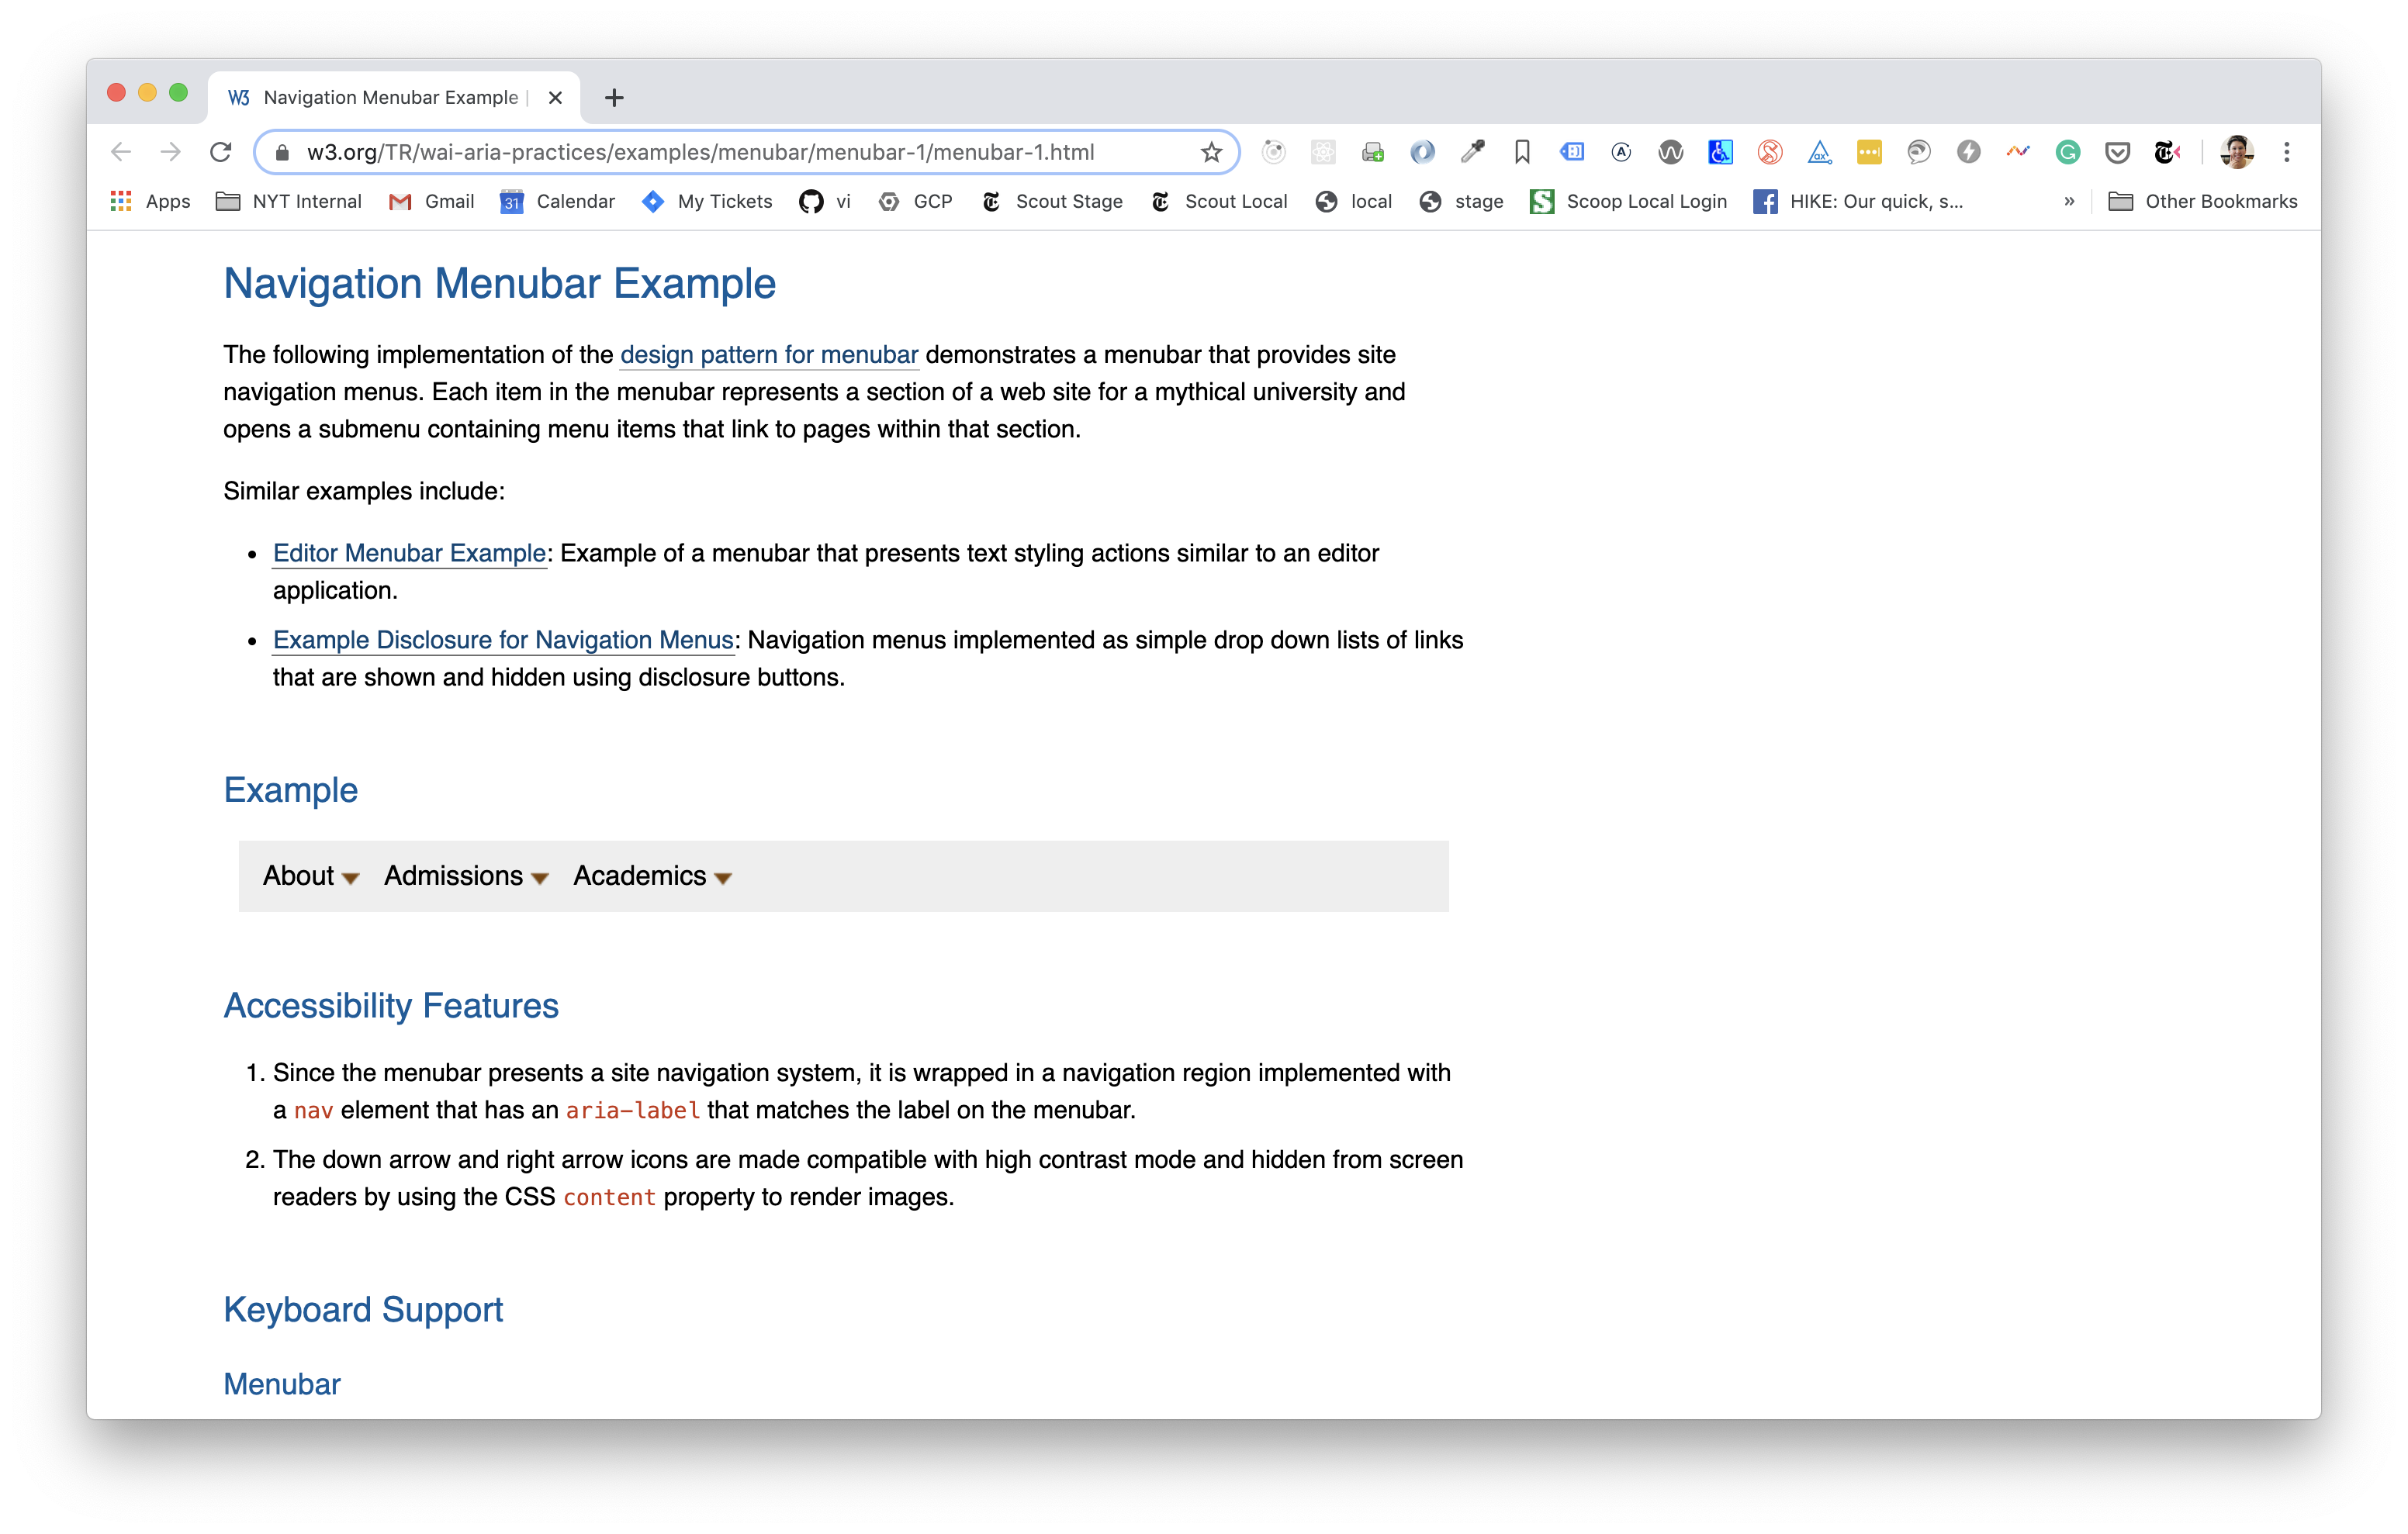 W3 Navigation Menubar Example
w3.org/TR/wai-aria-practices/examples/menubar/menubar-1/menubar-1.html
Apps NYT Internal Gmail 31 Calendar My Tickets vi GCP Scout Stage Scout Local local stage Scoop Local Login HIKE: Our quick, s... » Other Bookmarks
Navigation Menubar Example
The following implementation of the design pattern for menubar demonstrates a menubar that provides site
navigation menus. Each item in the menubar represents a section of a web site for a mythical university and
opens a submenu containing menu items that link to pages within that section.
Similar examples include:
• Editor Menubar Example: Example of a menubar that presents text styling actions similar to an editor
application.
• Example Disclosure for Navigation Menus: Navigation menus implemented as simple drop down lists of links
that are shown and hidden using disclosure buttons.
Example
About Admissions Academics
Accessibility Features
1. Since the menubar presents a site navigation system, it is wrapped in a navigation region implemented with
a nav element that has an aria-label that matches the label on the menubar.
2. The down arrow and right arrow icons are made compatible with high contrast mode and hidden from screen
readers by using the CSS content property to render images.
Keyboard Support
Menubar